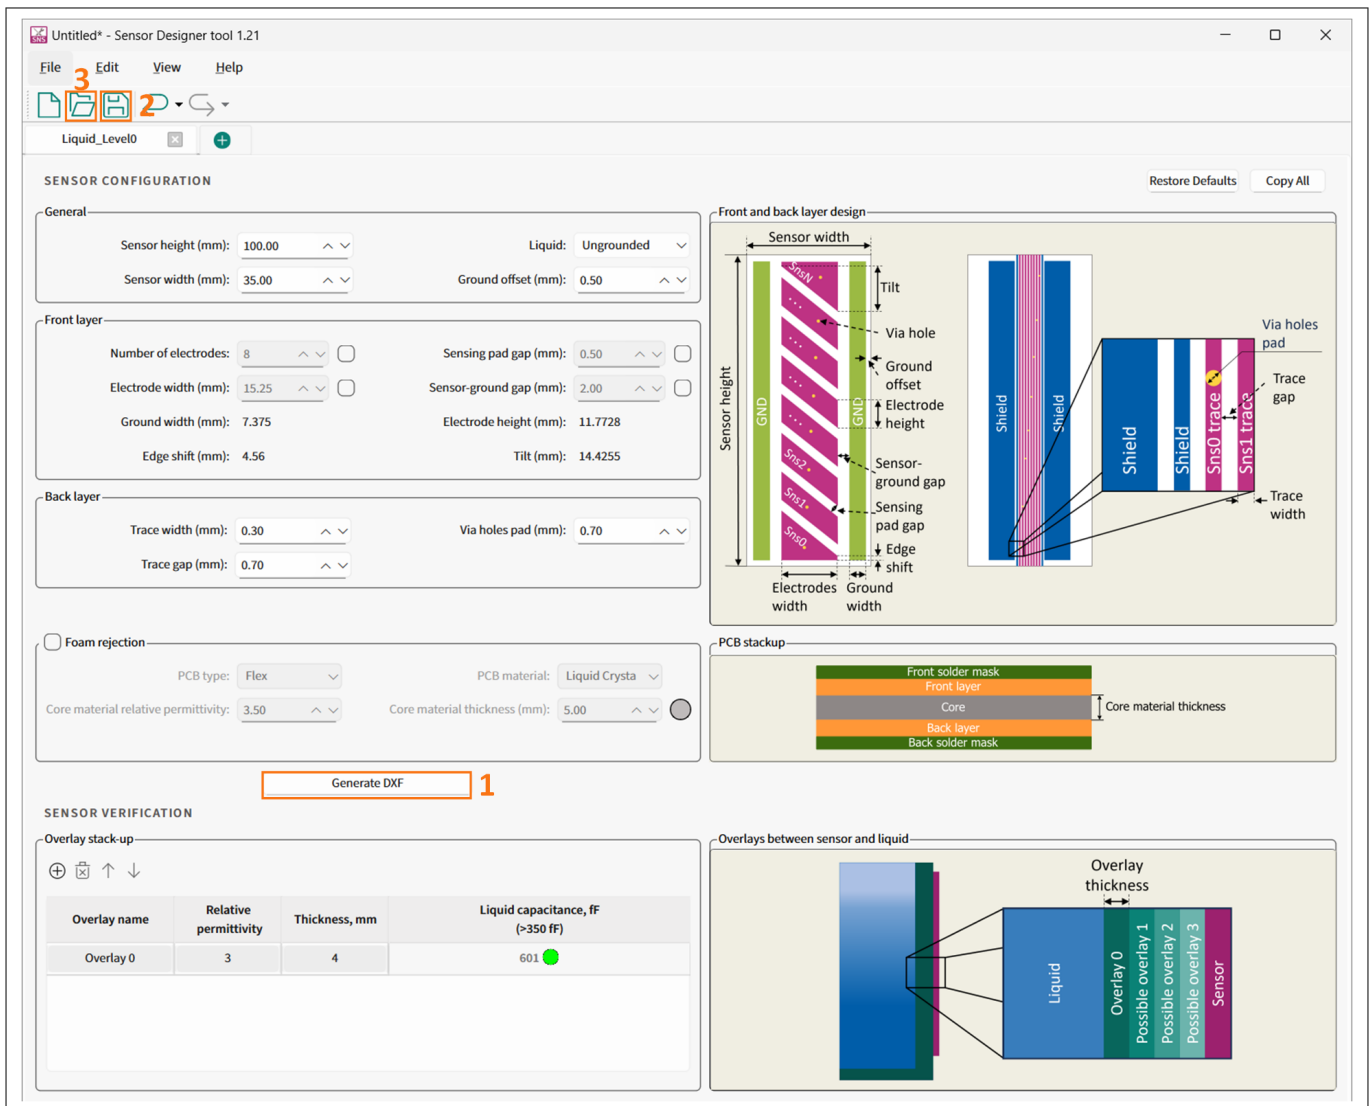 Untitled* - Sensor Designer tool 1.21
File Edit View Help
3
2
Liquid_Level0
SENSOR CONFIGURATION
Restore Defaults Copy All
General
Sensor height (mm): 100.00
Liquid: Ungrounded
Sensor width (mm): 35.00
Ground offset (mm): 0.50
Front layer
Number of electrodes: 8
Sensing pad gap (mm): 0.50
Electrode width (mm): 15.25
Sensor-ground gap (mm): 2.00
Ground width (mm): 7.375
Electrode height (mm): 11.7728
Edge shift (mm): 4.56
Tilt (mm): 14.4255
Back layer
Trace width (mm): 0.30
Via holes pad (mm): 0.70
Trace gap (mm): 0.70
Front and back layer design
Sensor width
Sensor height
GND
SnsN
...
...
...
...
Sns2
Sns1
Sns0
GND
Tilt
Via hole
Ground
offset
Electrode
height
Sensor-
ground gap
Sensing
pad gap
Edge
shift
Electrodes
width
Ground
width
Shield
Shield
Shield
Shield
Sns0 trace
Sns1 trace
Via holes
pad
Trace
gap
Trace
width
Foam rejection
PCB type: Flex
PCB material: Liquid Crysta
Core material relative permittivity: 3.50
Core material thickness (mm): 5.00
PCB stackup
Front solder mask
Front layer
Core
Back layer
Back solder mask
Core material thickness
Generate DXF
1
SENSOR VERIFICATION
Overlay stack-up
Overlay name
Relative
permittivity
Thickness, mm
Liquid capacitance, fF
(>350 fF)
Overlay 0 3 4 601
Overlays between sensor and liquid
Overlay
thickness
Liquid
Overlay 0
Possible overlay 1
Possible overlay 2
Possible overlay 3
Sensor